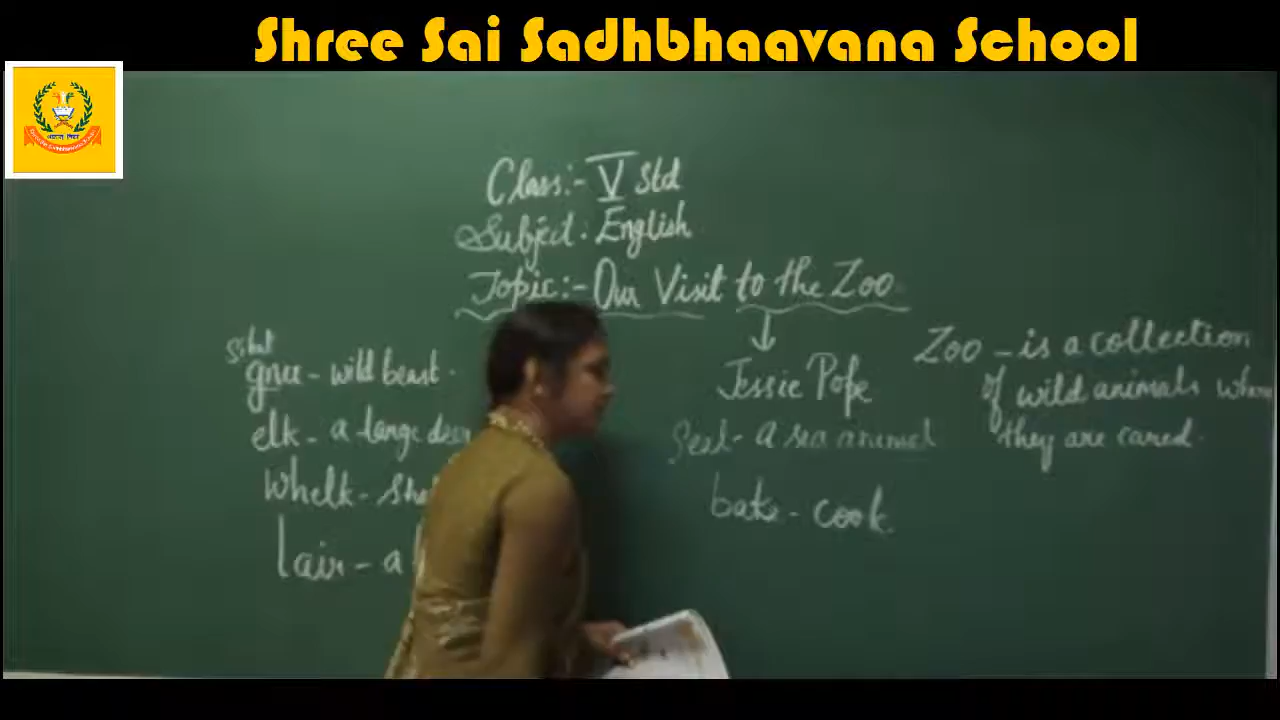 Shree Sai Sadhbhaavana School
Class:- V Std
Subject: English
Topic:- Our Visit to the Zoo
Jessie Pope
Zoo - is a collection
of wild animals where
they are cared.
gnu - wild beast.
elk - a large deer
whelk - She
lair - a
Seal - a sea animal
bake - cook.